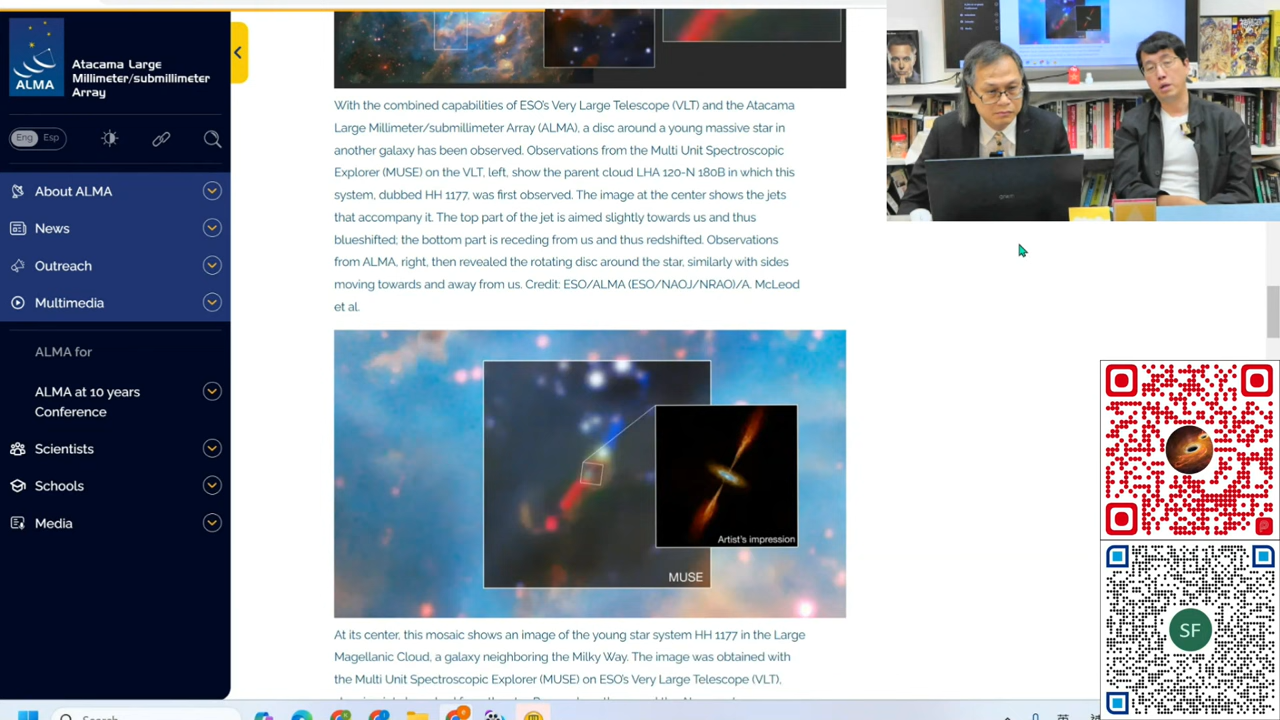 ALMA
Atacama Large
Millimeter/submillimeter
Array
Eng Esp
About ALMA
News
Outreach
Multimedia
ALMA for
ALMA at 10 years
Conference
Scientists
Schools
Media
With the combined capabilities of ESO's Very Large Telescope (VLT) and the Atacama
Large Millimeter/submillimeter Array (ALMA), a disc around a young massive star in
another galaxy has been observed. Observations from the Multi Unit Spectroscopic
Explorer (MUSE) on the VLT, left, show the parent cloud LHA 120-N 180B in which this
system, dubbed HH 1177, was first observed. The image at the center shows the jets
that accompany it. The top part of the jet is aimed slightly towards us and thus
blueshifted; the bottom part is receding from us and thus redshifted. Observations
from ALMA, right, then revealed the rotating disc around the star, similarly with sides
moving towards and away from us. Credit: ESO/ALMA (ESO/NAOJ/NRAO)/A. McLeod
et al.
Artist's impression
MUSE
At its center, this mosaic shows an image of the young star system HH 1177 in the Large
Magellanic Cloud, a galaxy neighboring the Milky Way. The image was obtained with
the Multi Unit Spectroscopic Explorer (MUSE) on ESO's Very Large Telescope (VLT),
SF
Search
英